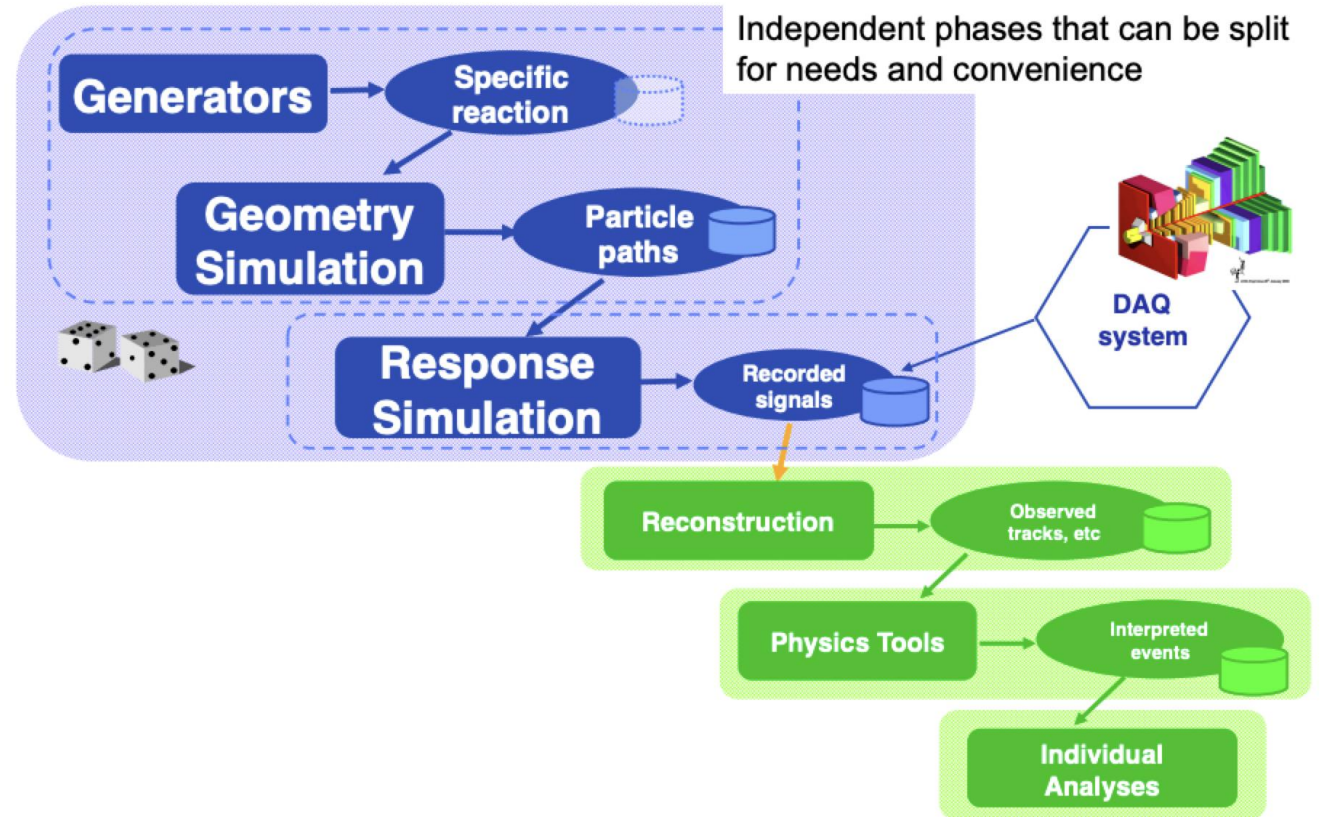 Independent phases that can be split
for needs and convenience
Generators
Specific
reaction
Geometry
Simulation
Particle
paths
DAQ
system
Response
Simulation
Recorded
signals
Reconstruction
Observed
tracks, etc
Physics Tools
Interpreted
events
Individual
Analyses